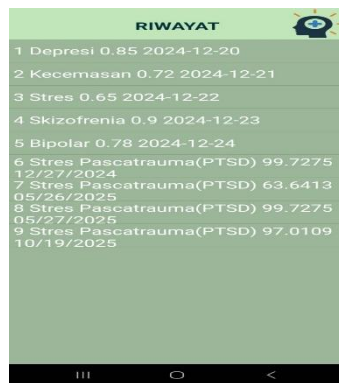 RIWAYAT
1 Depresi 0.85 2024-12-20
2 Kecemasan 0.72 2024-12-21
3 Stres 0.65 2024-12-22
4 Skizofrenia 0.9 2024-12-23
5 Bipolar 0.78 2024-12-24
6 Stres Pascatrauma(PTSD) 99.7275
12/27/2024
7 Stres Pascatrauma(PTSD) 63.6413
05/26/2025
8 Stres Pascatrauma(PTSD) 99.7275
05/27/2025
9 Stres Pascatrauma(PTSD) 97.0109
10/19/2025